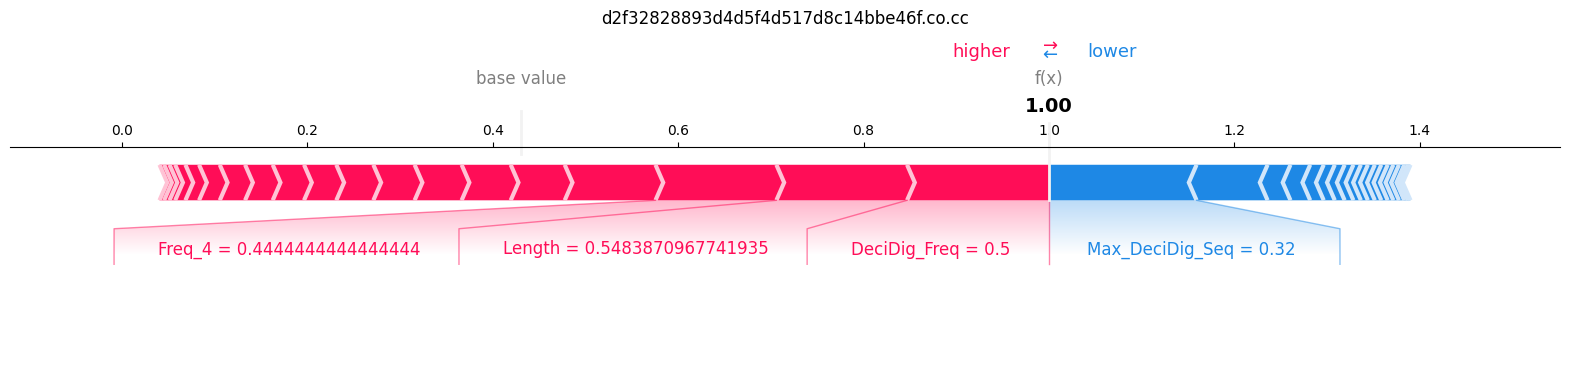 d2f32828893d4d5f4d517d8c14bbe46f.co.cc
higher → ← lower
base value f(x)
1.00
0.0 0.2 0.4 0.6 0.8 1.0 1.2 1.4
Freq_4 = 0.4444444444444444 Length = 0.5483870967741935 DeciDig_Freq = 0.5 Max_DeciDig_Seq = 0.32